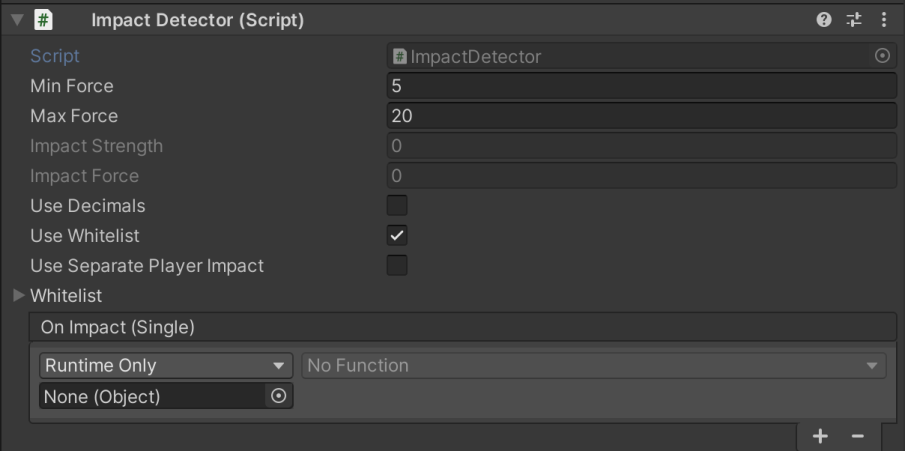 Impact Detector (Script)
Script # ImpactDetector
Min Force 5
Max Force 20
Impact Strength 0
Impact Force 0
Use Decimals
Use Whitelist
Use Separate Player Impact
Whitelist
On Impact (Single)
Runtime Only No Function
None (Object)